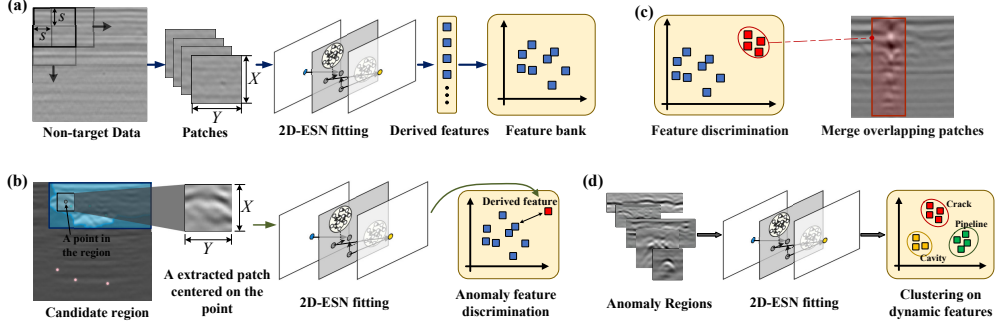 (a)
S
S
X
Y
Non-target Data
Patches
2D-ESN fitting
Derived features
Feature bank
(c)
Feature discrimination
Merge overlapping patches
(b)
A point in
the region
Candidate region
X
Y
A extracted patch
centered on the
point
2D-ESN fitting
Derived feature
Anomaly feature
discrimination
(d)
Anomaly Regions
2D-ESN fitting
Crack
Pipeline
Cavity
Clustering on
dynamic features